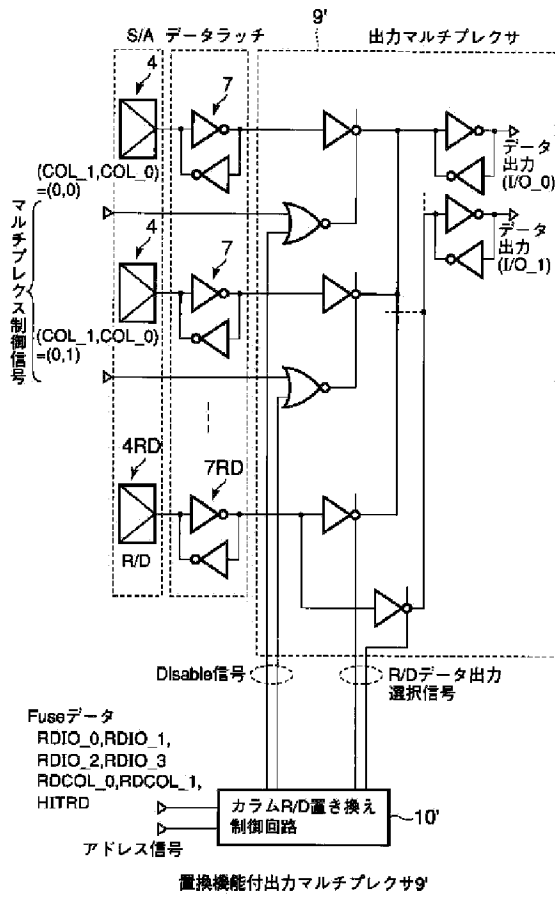 9'
S/A データラッチ 出力マルチプレクサ
4
7
(COL_1,COL_0)
=(0,0)
データ
出力
(I/O_0)
データ
出力
(I/O_1)
マルチプレクス制御信号
4
7
(COL_1,COL_0)
=(0,1)
4RD
7RD
R/D
Disable信号
R/Dデータ出力
選択信号
Fuseデータ
RDIO_0,RDIO_1,
RDIO_2,RDIO_3
RDCOL_0,RDCOL_1,
HITRD
アドレス信号
カラムR/D置き換え
制御回路
10'
置換機能付出力マルチプレクサ9'